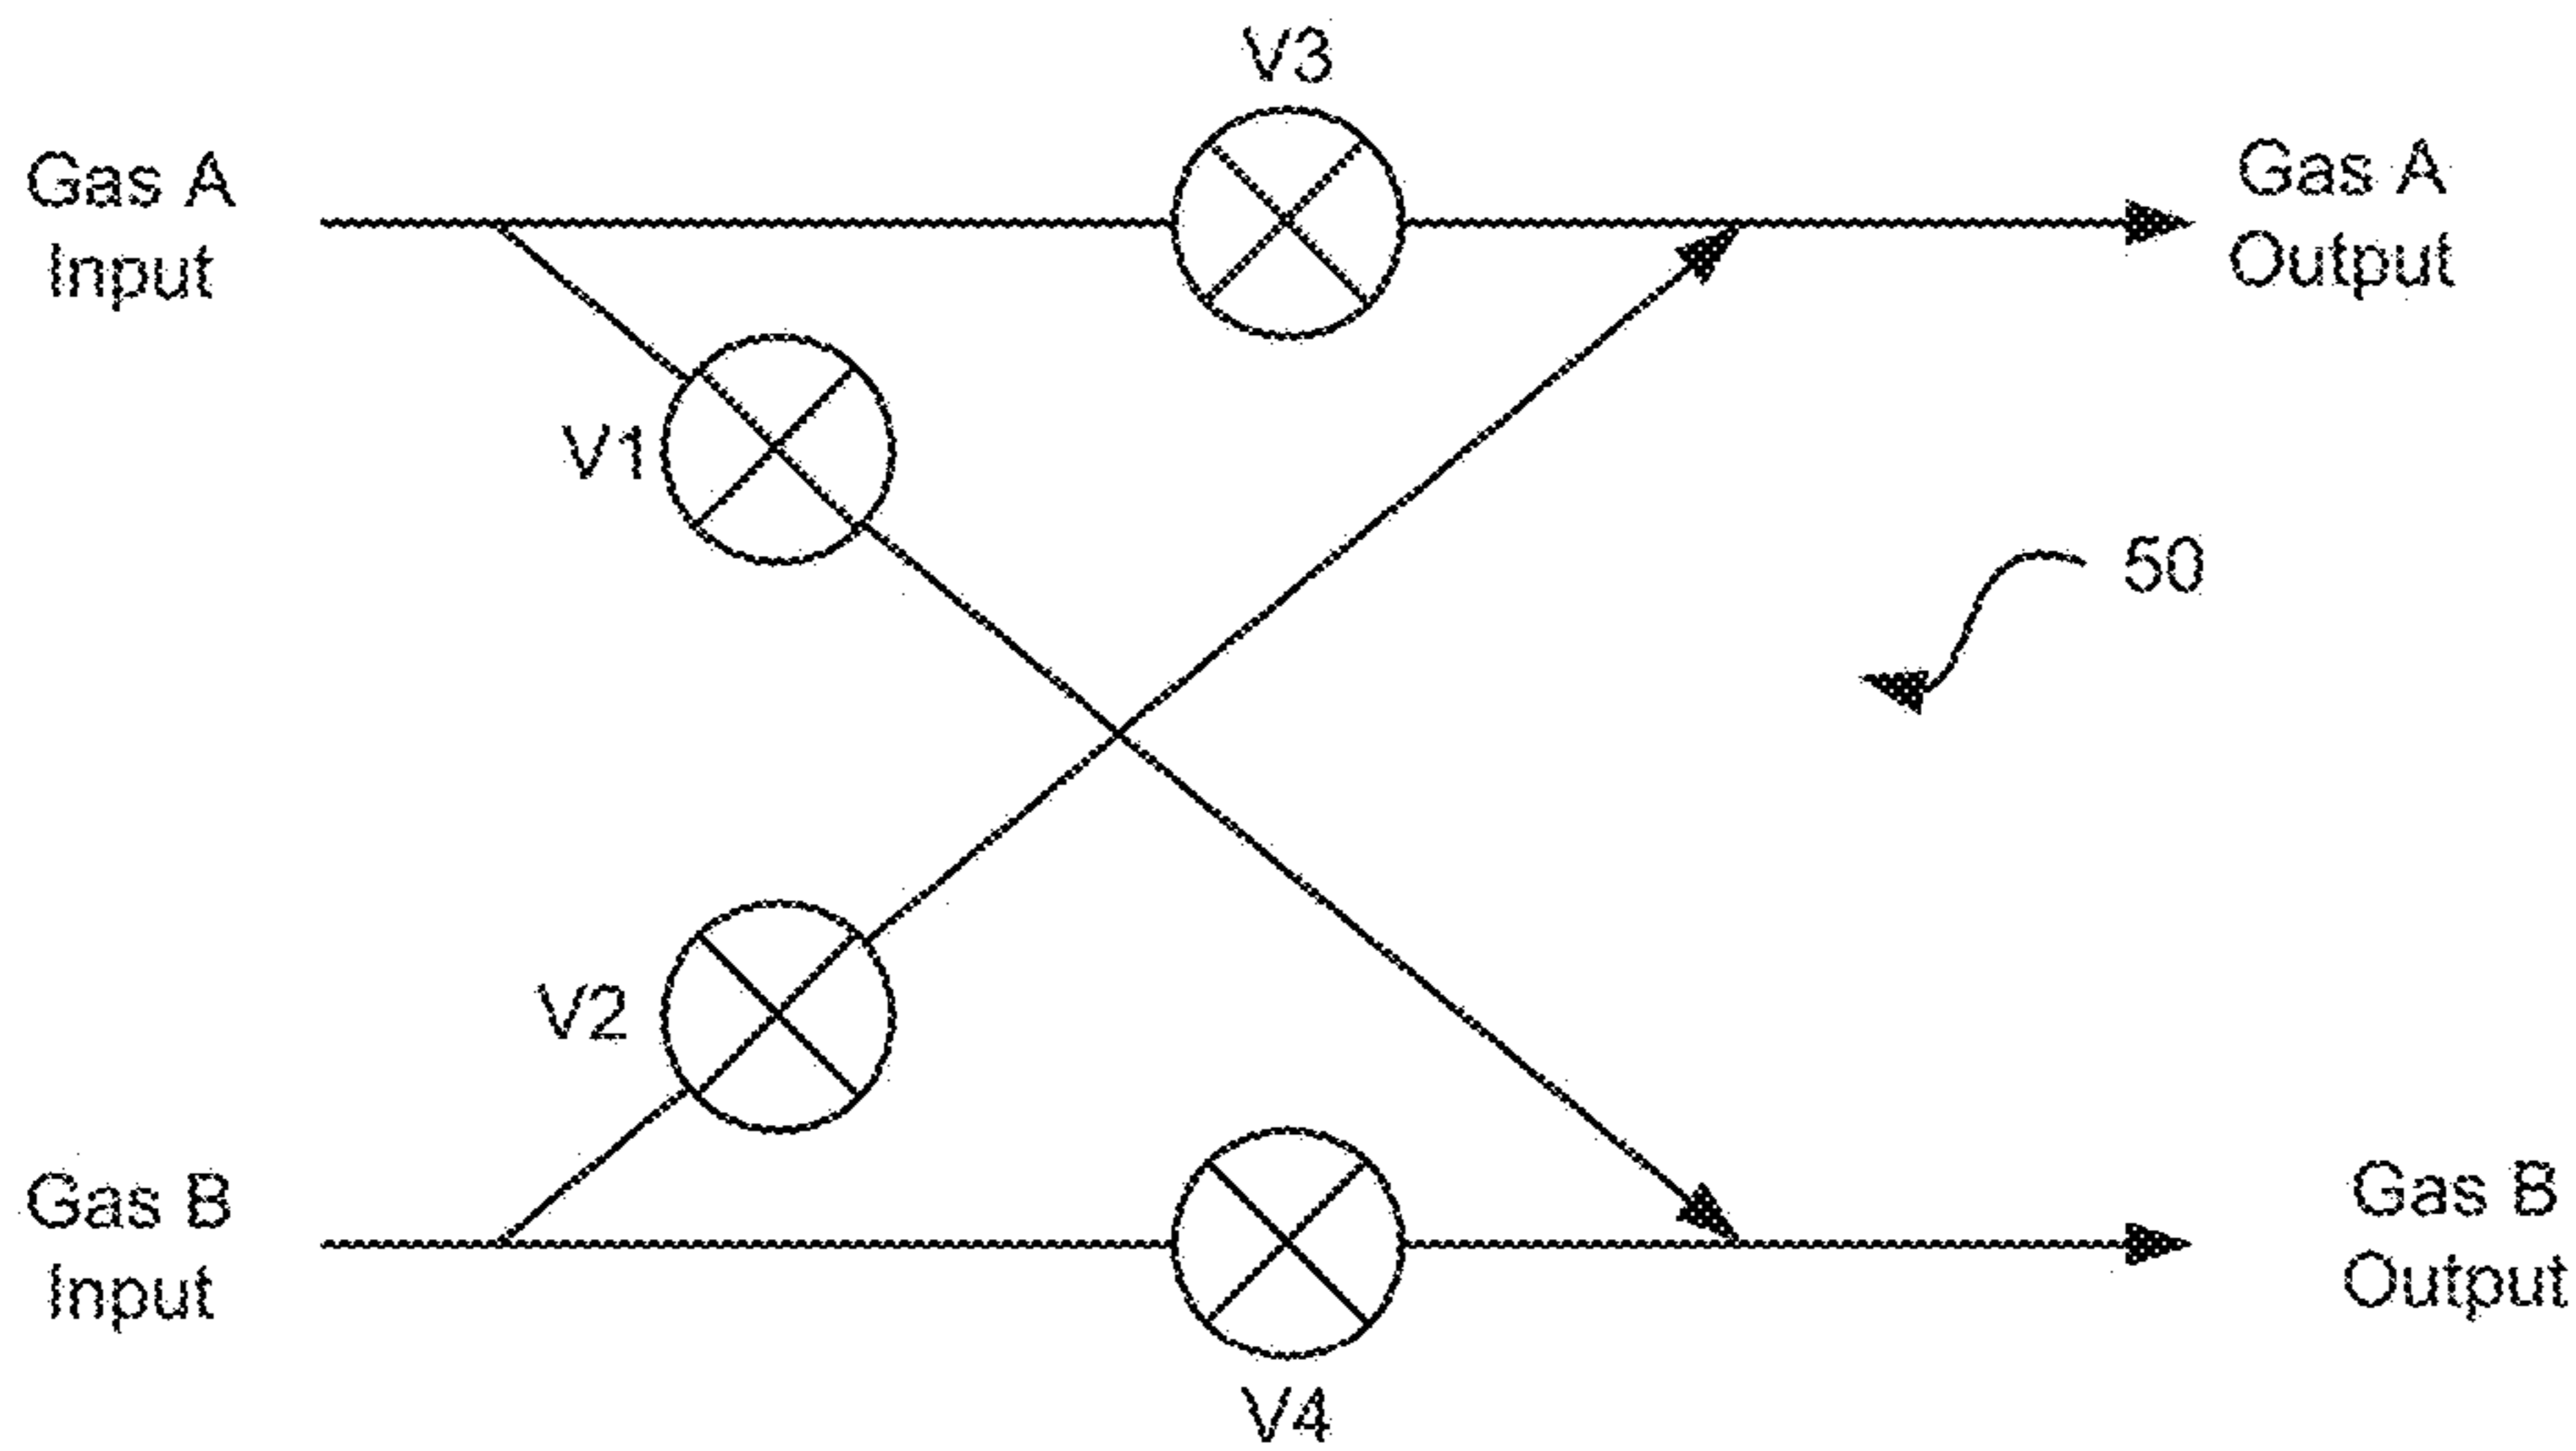 V3
Gas A
Input
Gas A
Output
V1
50
V2
Gas B
Input
Gas B
Output
V4